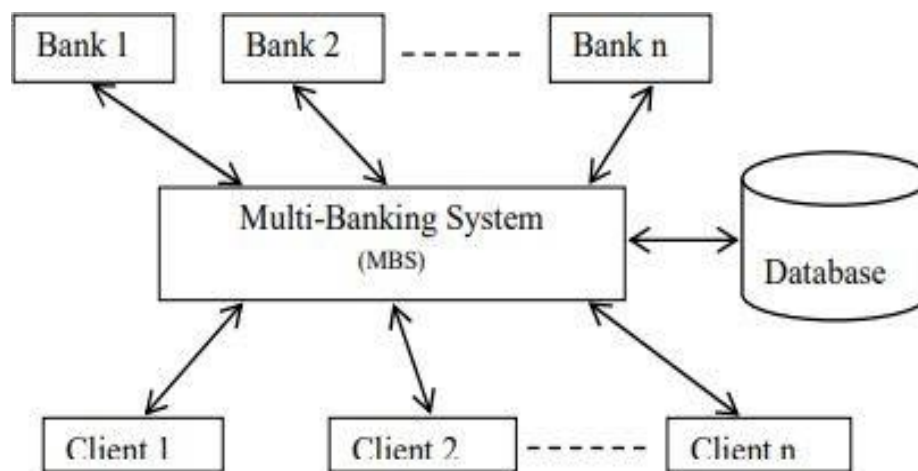 Bank 1
Bank 2
Bank n
Multi-Banking System
(MBS)
Database
Client 1
Client 2
Client n